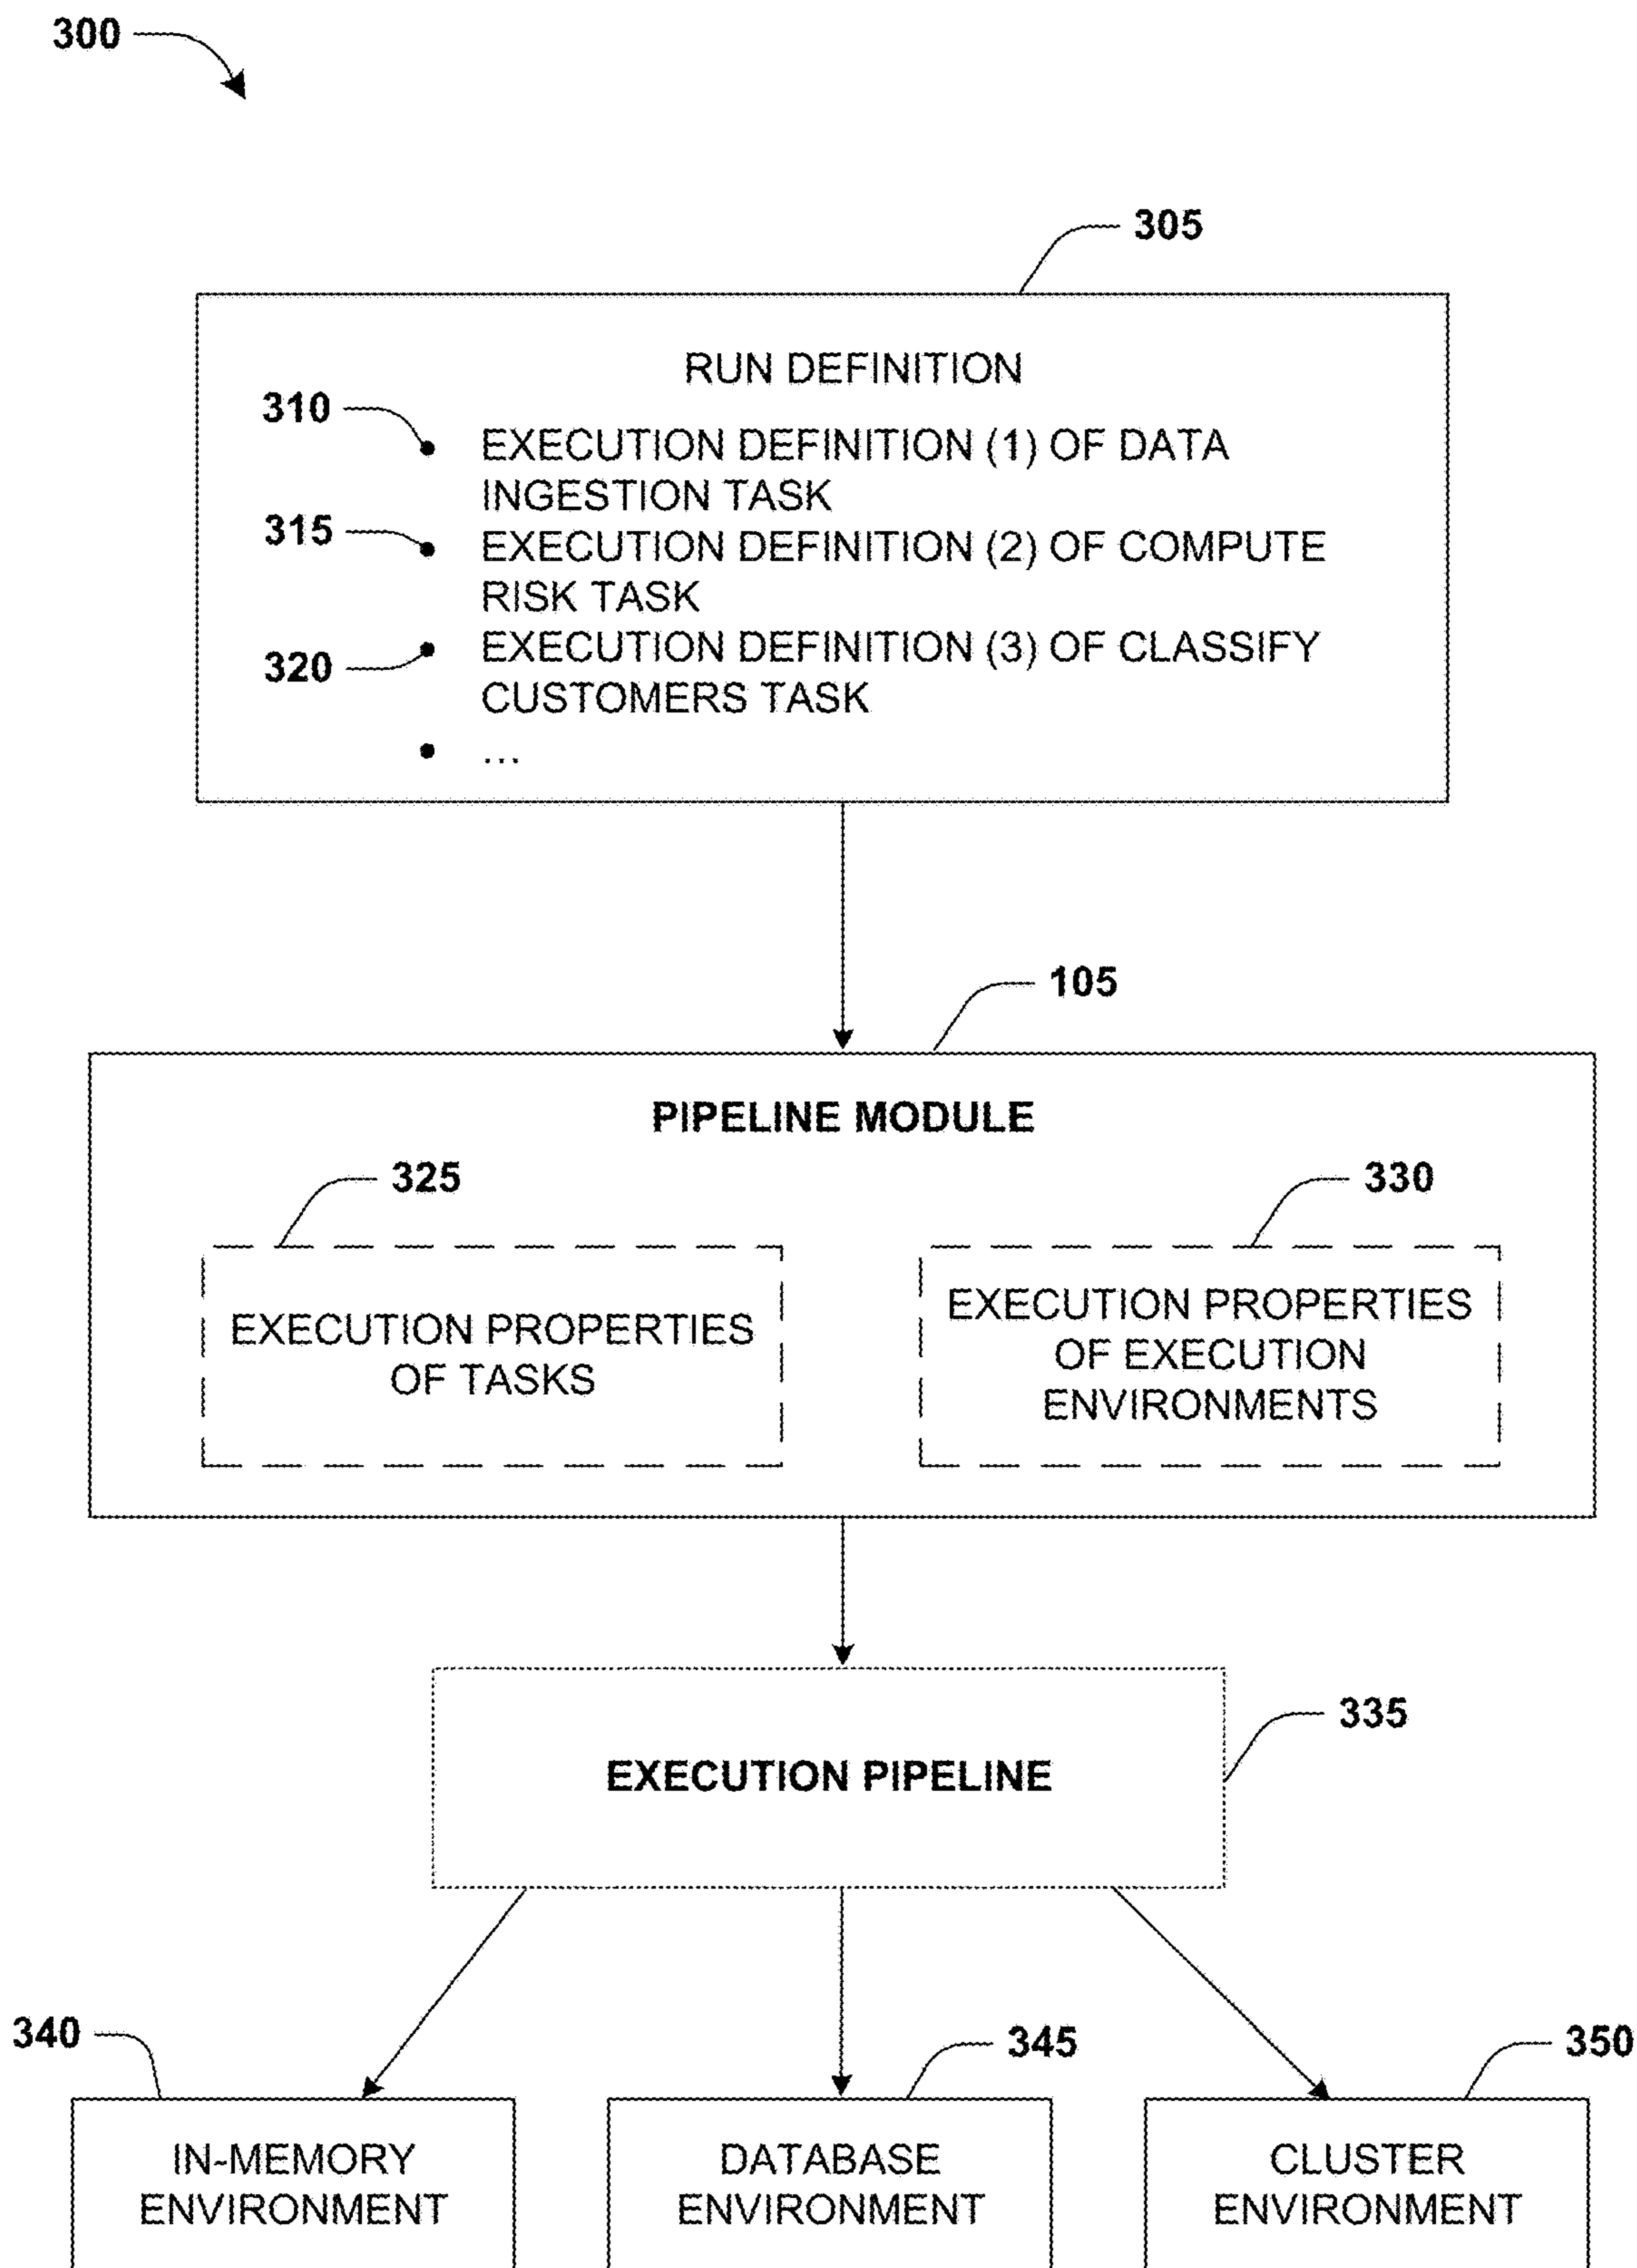 300
305
RUN DEFINITION
310
• EXECUTION DEFINITION (1) OF DATA
INGESTION TASK
315
• EXECUTION DEFINITION (2) OF COMPUTE
RISK TASK
320
• EXECUTION DEFINITION (3) OF CLASSIFY
CUSTOMERS TASK
• ...
105
PIPELINE MODULE
325
330
EXECUTION PROPERTIES
OF TASKS
EXECUTION PROPERTIES
OF EXECUTION
ENVIRONMENTS
335
EXECUTION PIPELINE
340
345
350
IN-MEMORY
ENVIRONMENT
DATABASE
ENVIRONMENT
CLUSTER
ENVIRONMENT